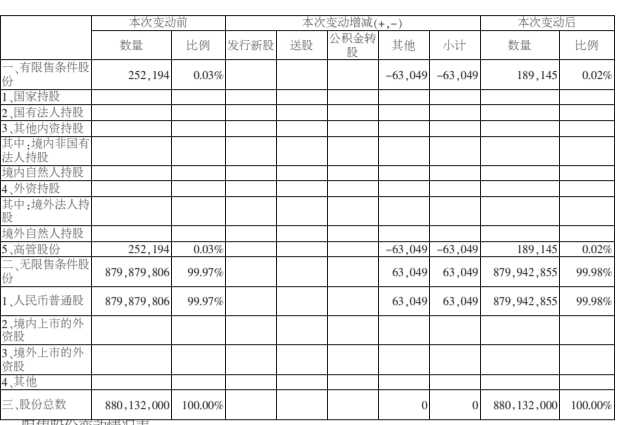 本次变动前 本次变动增减(+,-) 本次变动后
数量 比例 发行新股 送股 公积金转股 其他 小计 数量 比例
一、有限售条件股份 252,194 0.03% -63,049 -63,049 189,145 0.02%
1、国家持股
2、国有法人持股
3、其他内资持股
其中:境内非国有
法人持股
境内自然人持股
4、外资持股
其中:境外法人持
股
境外自然人持股
5、高管股份 252,194 0.03% -63,049 -63,049 189,145 0.02%
二、无限售条件股份 879,879,806 99.97% 63,049 63,049 879,942,855 99.98%
1、人民币普通股 879,879,806 99.97% 63,049 63,049 879,942,855 99.98%
2、境内上市的外
资股
3、境外上市的外
资股
4、其他
三、股份总数 880,132,000 100.00% 0 0 880,132,000 100.00%